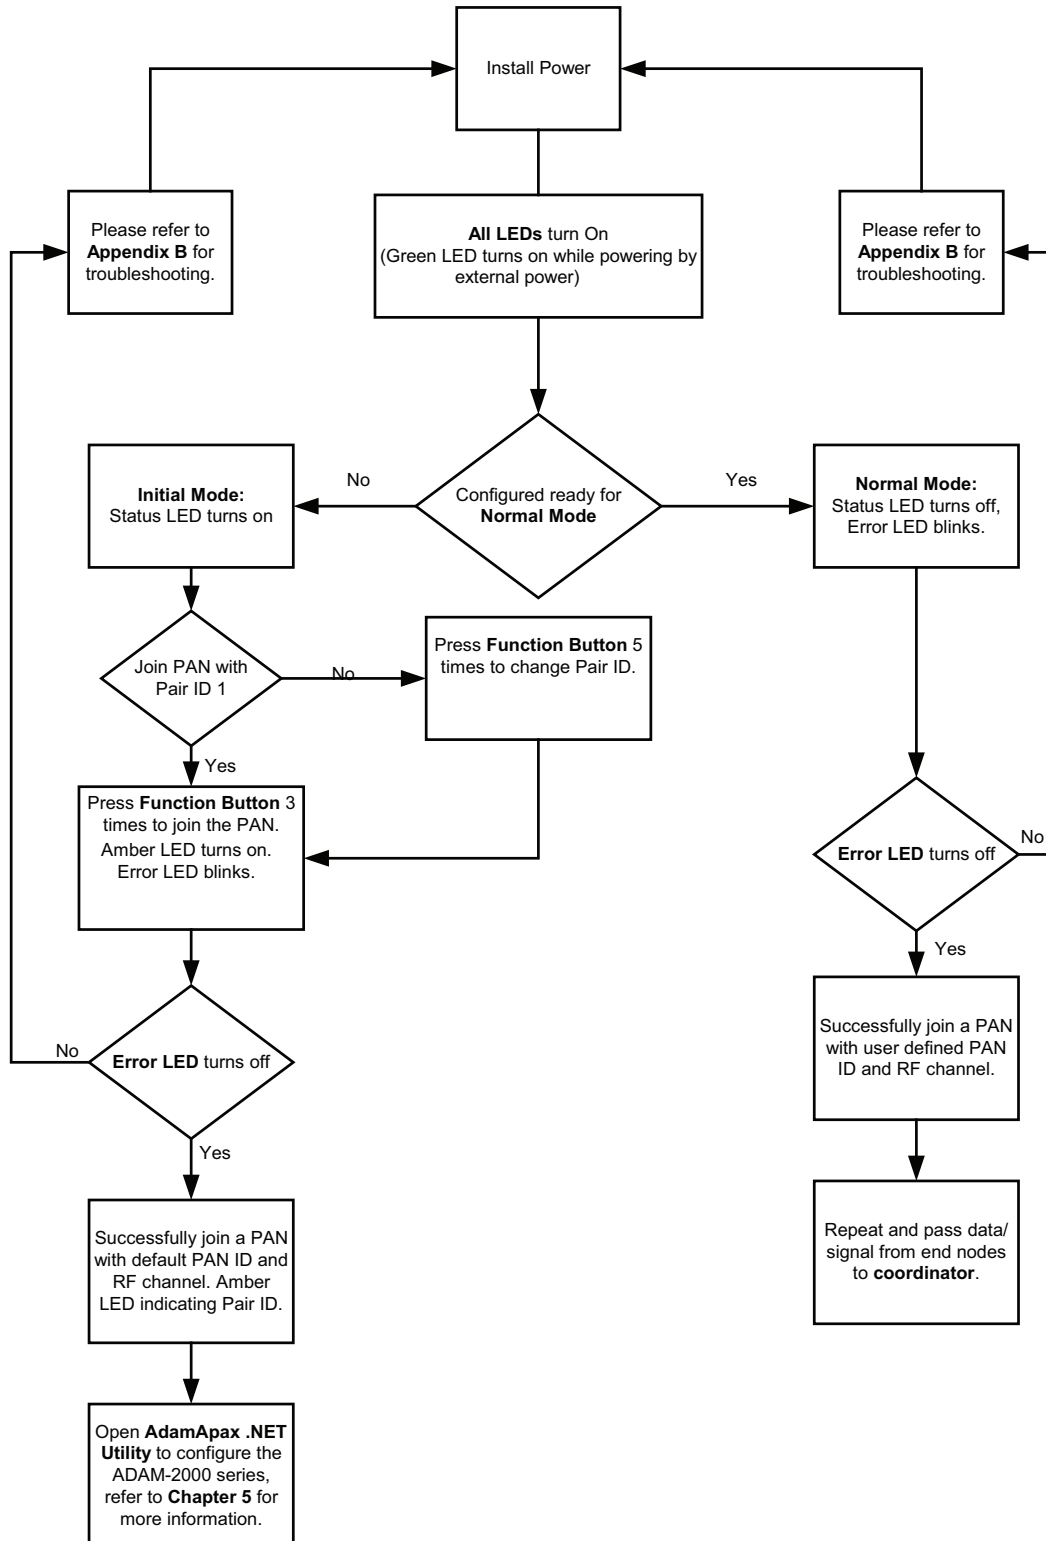 Install Power
Please refer to
Appendix B for
troubleshooting.
All LEDs turn On
(Green LED turns on while powering by
external power)
Please refer to
Appendix B for
troubleshooting.
Initial Mode:
Status LED turns on
No
Configured ready for
Normal Mode
Yes
Normal Mode:
Status LED turns off,
Error LED blinks.
Join PAN with
Pair ID 1
No
Press Function Button 5
times to change Pair ID.
Yes
Press Function Button 3
times to join the PAN.
Amber LED turns on.
Error LED blinks.
Error LED turns off
No
Yes
No
Error LED turns off
Yes
Successfully join a PAN
with user defined PAN
ID and RF channel.
Successfully join a PAN
with default PAN ID and
RF channel. Amber
LED indicating Pair ID.
Repeat and pass data/
signal from end nodes
to coordinator.
Open AdamApax .NET
Utility to configure the
ADAM-2000 series,
refer to Chapter 5 for
more information.